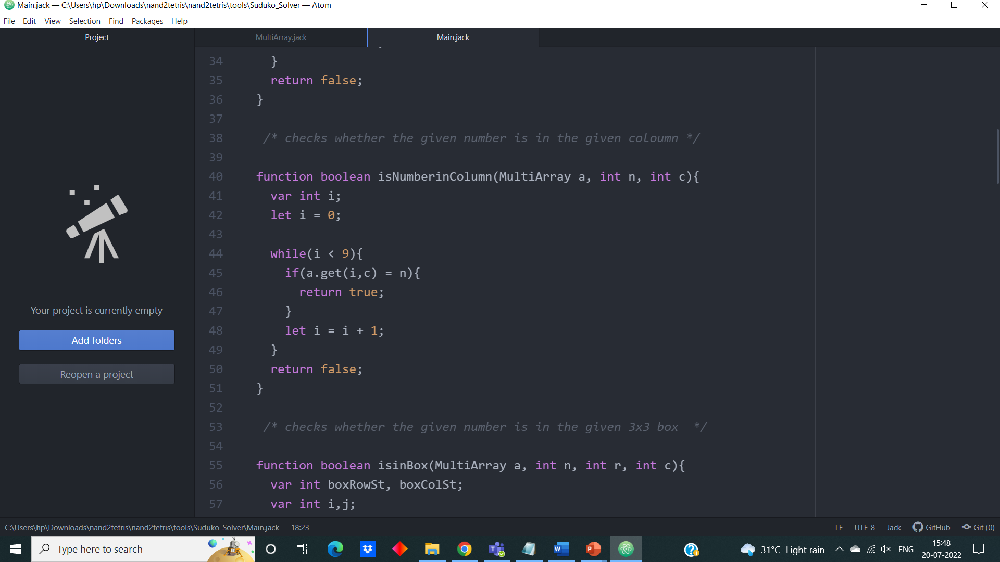 Main.jack — C:\Users\hp\Downloads\nand2tetris\nand2tetris\tools\Suduko_Solver — Atom
File Edit View Selection Find Packages Help
Project
MultiArray.jack
Main.jack
34 }
35 return false;
36 }
37
38 /* checks whether the given number is in the given coloumn */
39
40 function boolean isNumberinColumn(MultiArray a, int n, int c){
41 var int i;
42 let i = 0;
43
44 while(i < 9){
45 if(a.get(i,c) = n){
46 return true;
47 }
48 let i = i + 1;
49 }
50 return false;
51 }
52
53 /* checks whether the given number is in the given 3x3 box  */
54
55 function boolean isinBox(MultiArray a, int n, int r, int c){
56 var int boxRowSt, boxColSt;
57 var int i,j;
Your project is currently empty
Add folders
Reopen a project
C:\Users\hp\Downloads\nand2tetris\nand2tetris\tools\Suduko_Solver\Main.jack 18:23
LF UTF-8 Jack GitHub Git (0)
Type here to search
31°C Light rain
ENG
15:48
20-07-2022